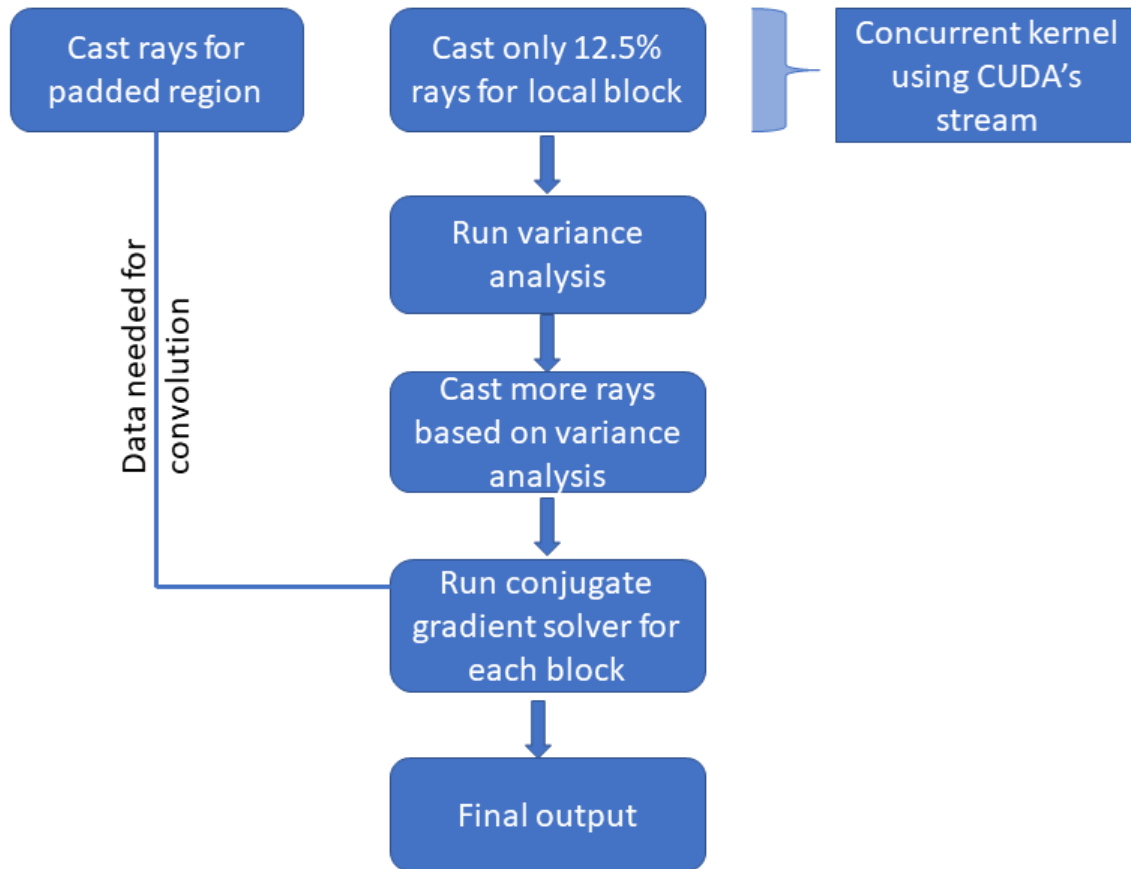 Cast rays for
padded region
Cast only 12.5%
rays for local block
Concurrent kernel
using CUDA's
stream
Run variance
analysis
Data needed for
convolution
Cast more rays
based on variance
analysis
Run conjugate
gradient solver for
each block
Final output